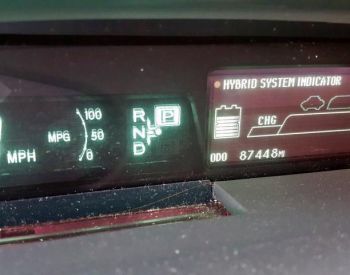 HYBRID SYSTEM INDICATOR
100
MPG 50
0
MPH
R
P
N
D
CHG
ODO 87448MI